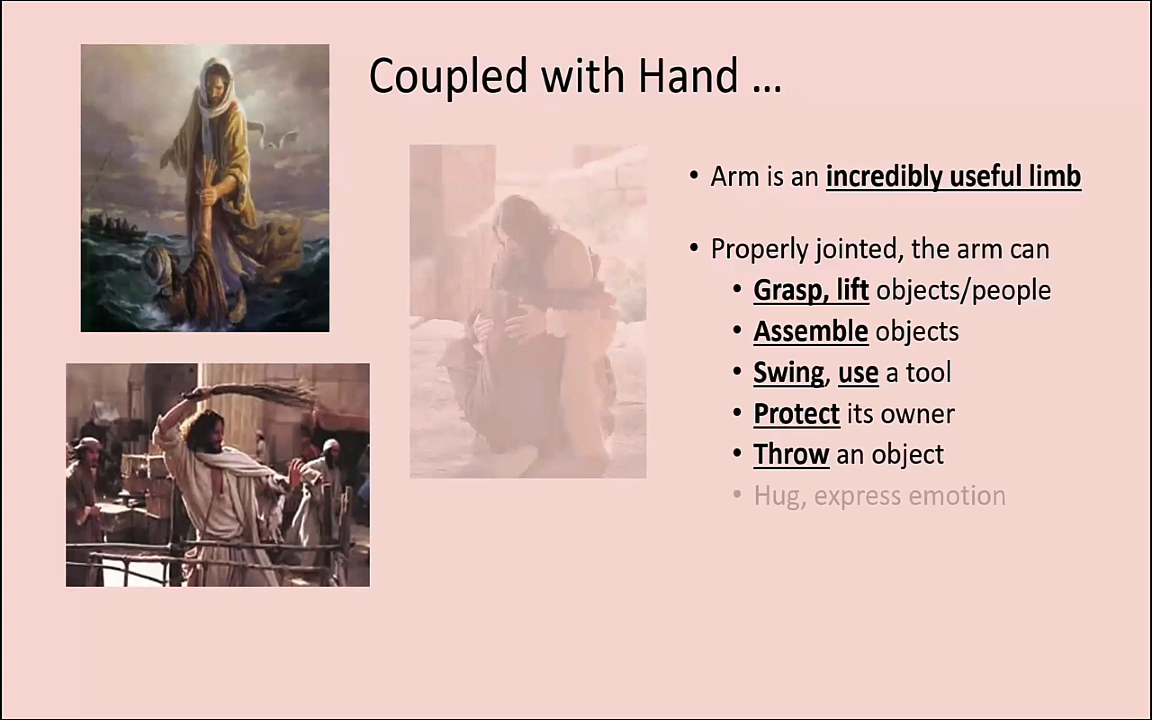 Coupled with Hand ...
• Arm is an incredibly useful limb
• Properly jointed, the arm can
• Grasp, lift objects/people
• Assemble objects
• Swing, use a tool
• Protect its owner
• Throw an object
• Hug, express emotion